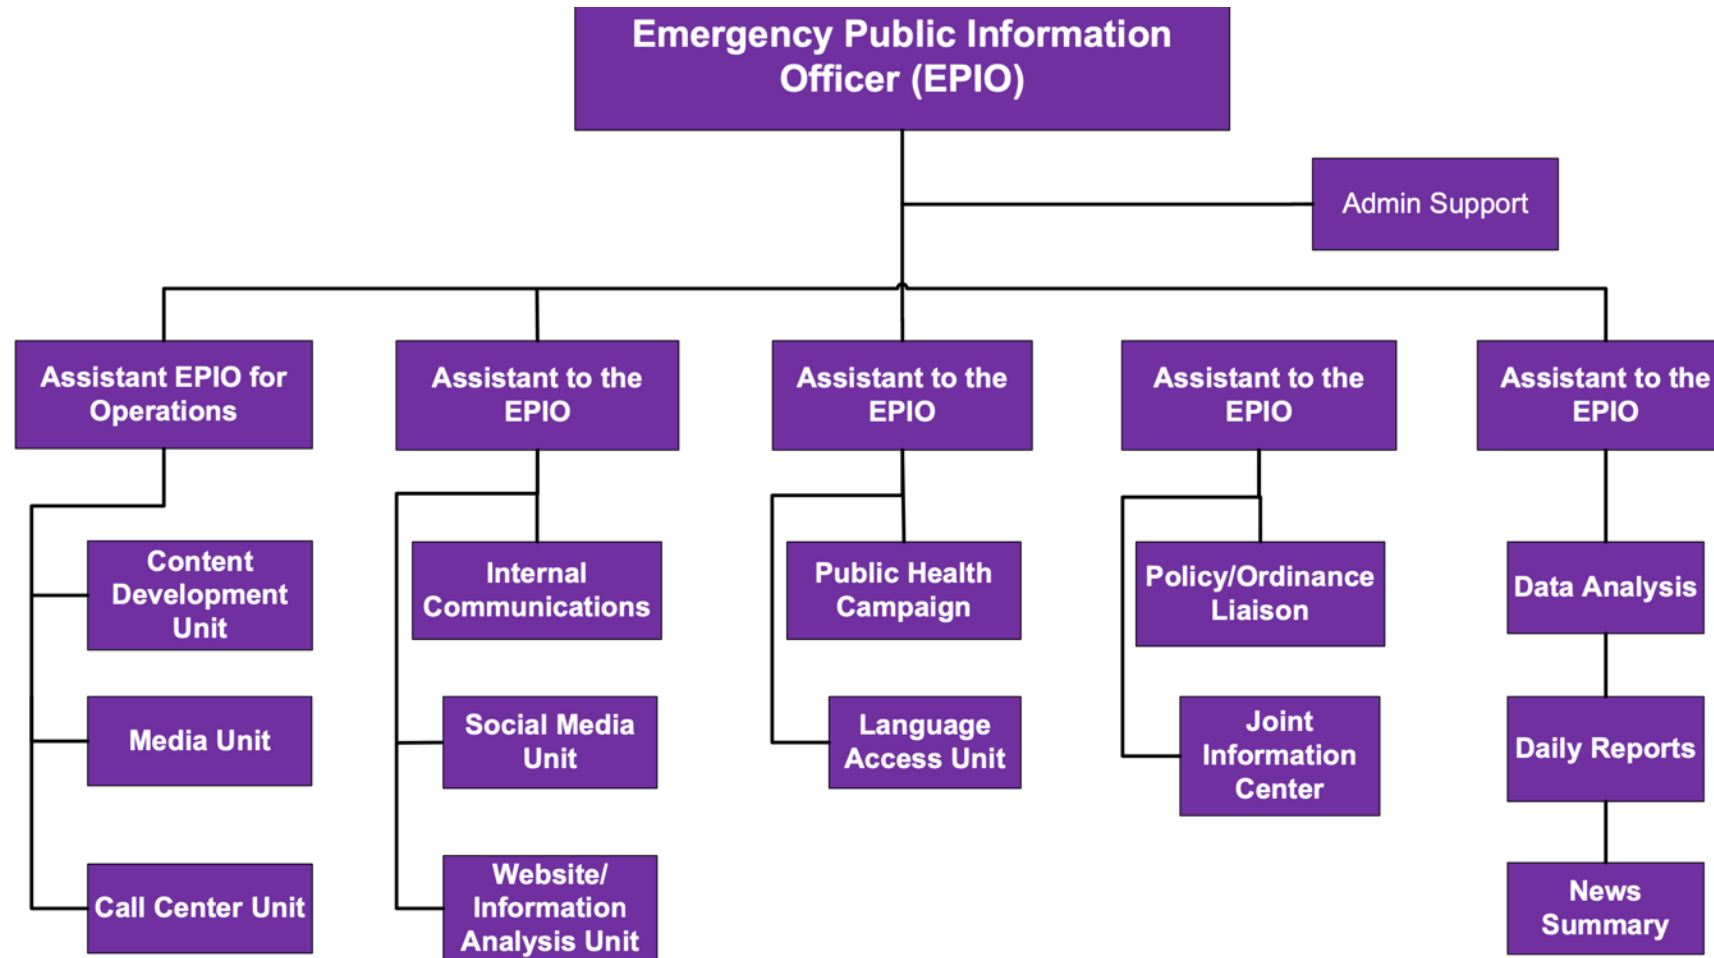 Emergency Public Information
Officer (EPIO)
Admin Support
Assistant EPIO for
Operations
Assistant to the
EPIO
Assistant to the
EPIO
Assistant to the
EPIO
Assistant to the
EPIO
Content
Development
Unit
Internal
Communications
Public Health
Campaign
Policy/Ordinance
Liaison
Data Analysis
Media Unit
Social Media
Unit
Language
Access Unit
Joint
Information
Center
Daily Reports
Call Center Unit
Website/
Information
Analysis Unit
News
Summary